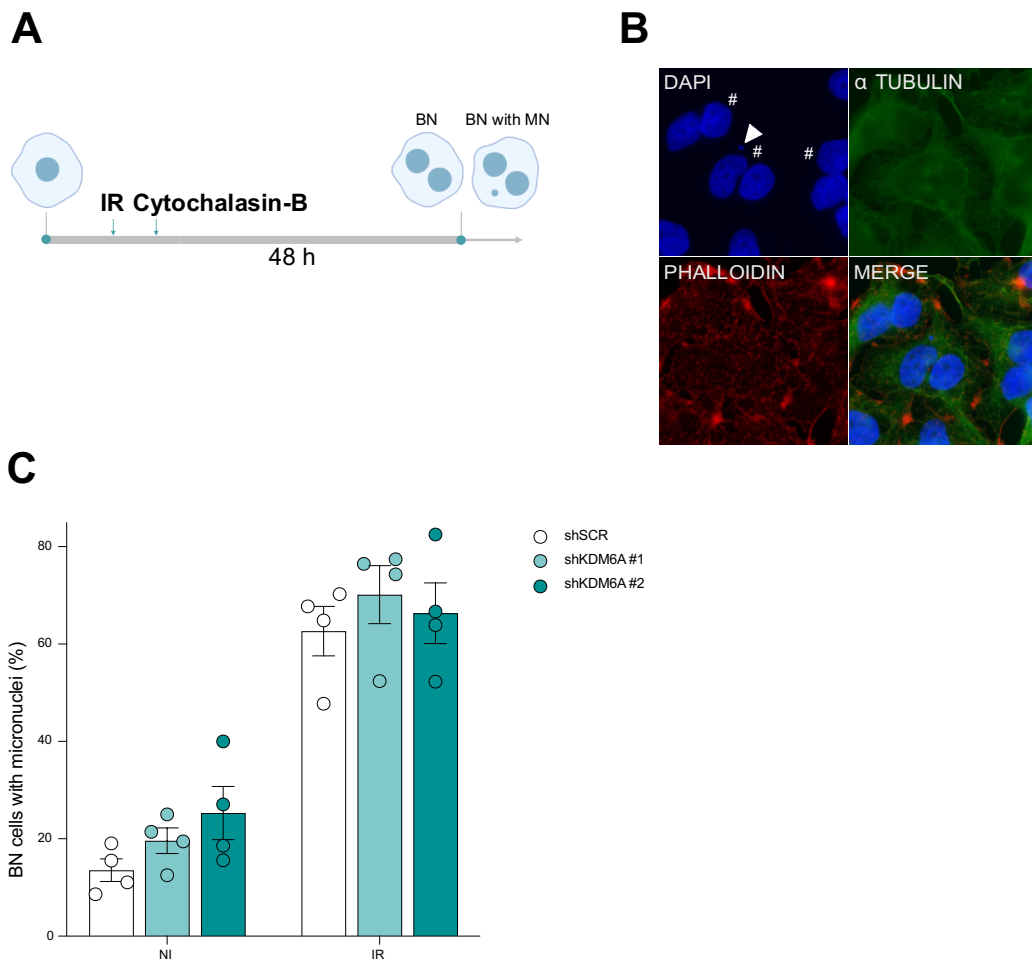 A
BN
BN with MN
IR Cytochalasin-B
48 h
B
DAPI
#
#
#
α TUBULIN
PHALLOIDIN
MERGE
C
BN cells with micronuclei (%)
80
60
40
20
0
NI
IR
shSCR
shKDM6A #1
shKDM6A #2